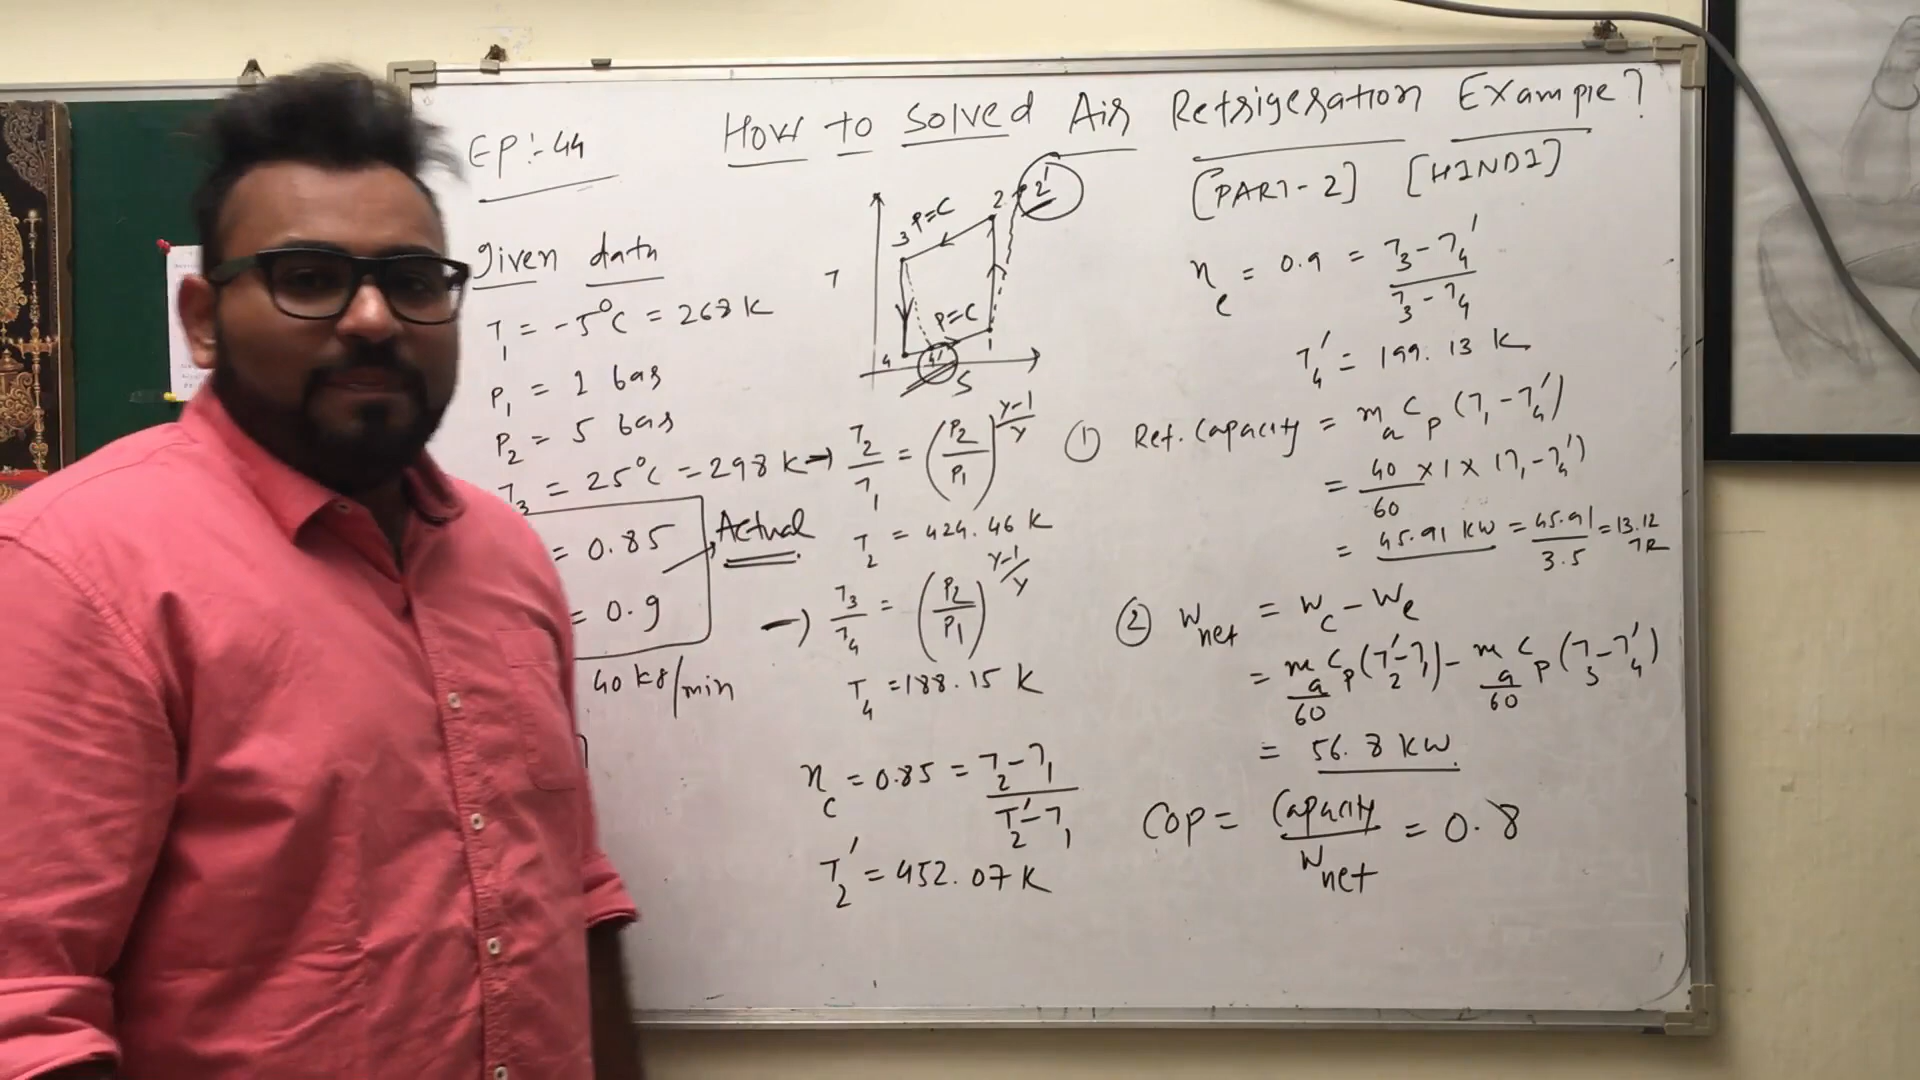 EP:-44
How to Solved Air Refrigeration Example?
[PART-2] [HINDI]
Given data
T1 = -5°C = 268 K
P1 = 1 bar
P2 = 5 bar
T3 = 25°C = 298 K
= 0.85
Actual
= 0.9
40 kg/min
T
3 P=C 2 2'
P=C
4 4' 1
S
→ T2/T1 = (P2/P1)^(γ-1)/γ
T2 = 424.46 K
→ T3/T4 = (P2/P1)^(γ-1)/γ
T4 = 188.15 K
ηc = 0.85 = (T2-T1)/(T2'-T1)
T2' = 452.07 K
ηe = 0.9 = (T3-T4')/(T3-T4)
T4' = 199.13 K
① Ref. Capacity = ma Cp (T1-T4')
= 40/60 × 1 × (T1-T4')
= 45.91 KW = 45.91/3.5 = 13.12 TR
② Wnet = Wc - We
= ma/60 Cp (T2'-T1) - ma/60 Cp (T3-T4')
= 56.8 KW
COP = Capacity/Wnet = 0.8